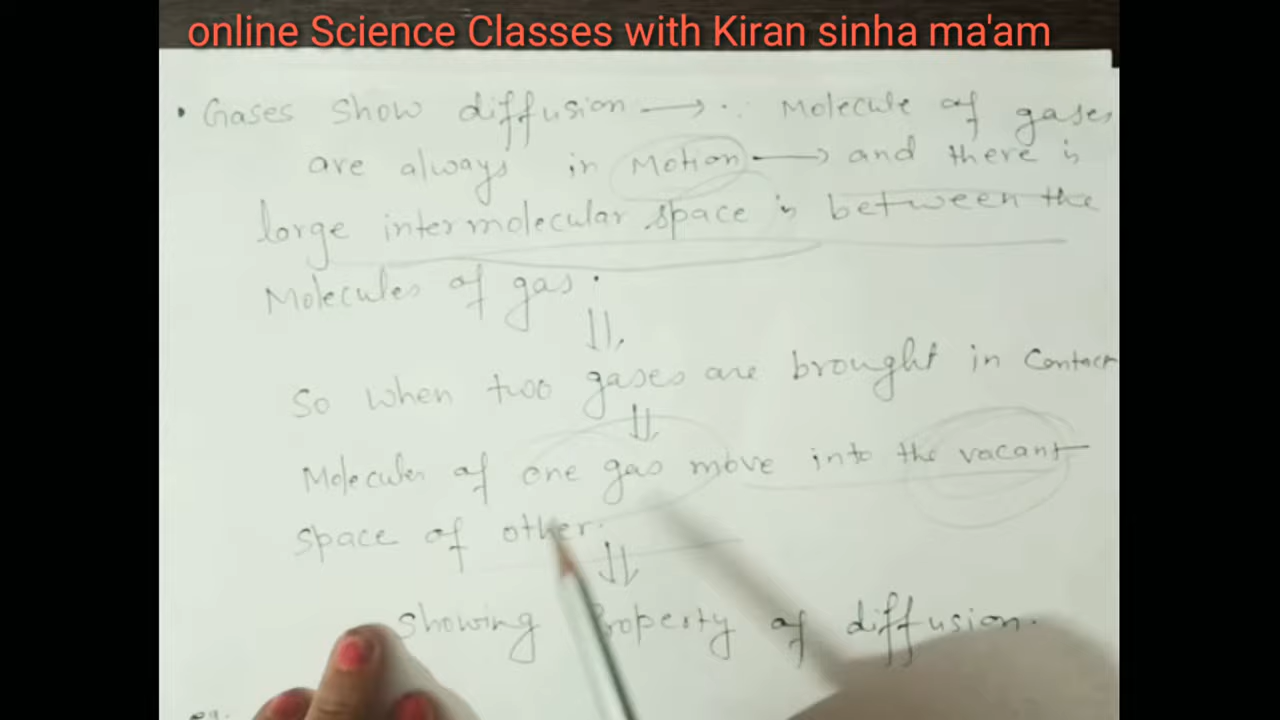 online Science Classes with Kiran sinha ma'am
• Gases show diffusion → ∵ Molecule of gases
are always in Motion → and there is
large intermolecular space is between the
Molecules of gas.
⇓
So when two gases are brought in Contact
⇓
Molecules of one gas move into the vacant
space of other.
⇓
showing Property of diffusion.